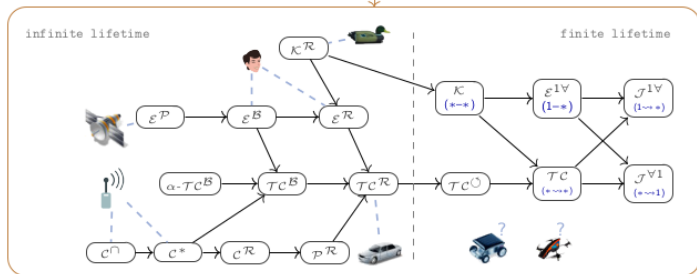 infinite lifetime
finite lifetime
𝒦^ℛ
𝒦
(*–*)
ℰ^{1∀}
(1–*)
𝒥^{1∀}
(1⇝*)
ℰ^𝒫
ℰ^ℬ
ℰ^ℛ
α-𝒯𝒞^ℬ
𝒯𝒞^ℬ
𝒯𝒞^ℛ
𝒯𝒞^↺
𝒯𝒞
(*⇝*)
𝒥^{∀1}
(*⇝1)
𝒞^∩
𝒞^*
𝒞^ℛ
𝒫^ℛ
?
?